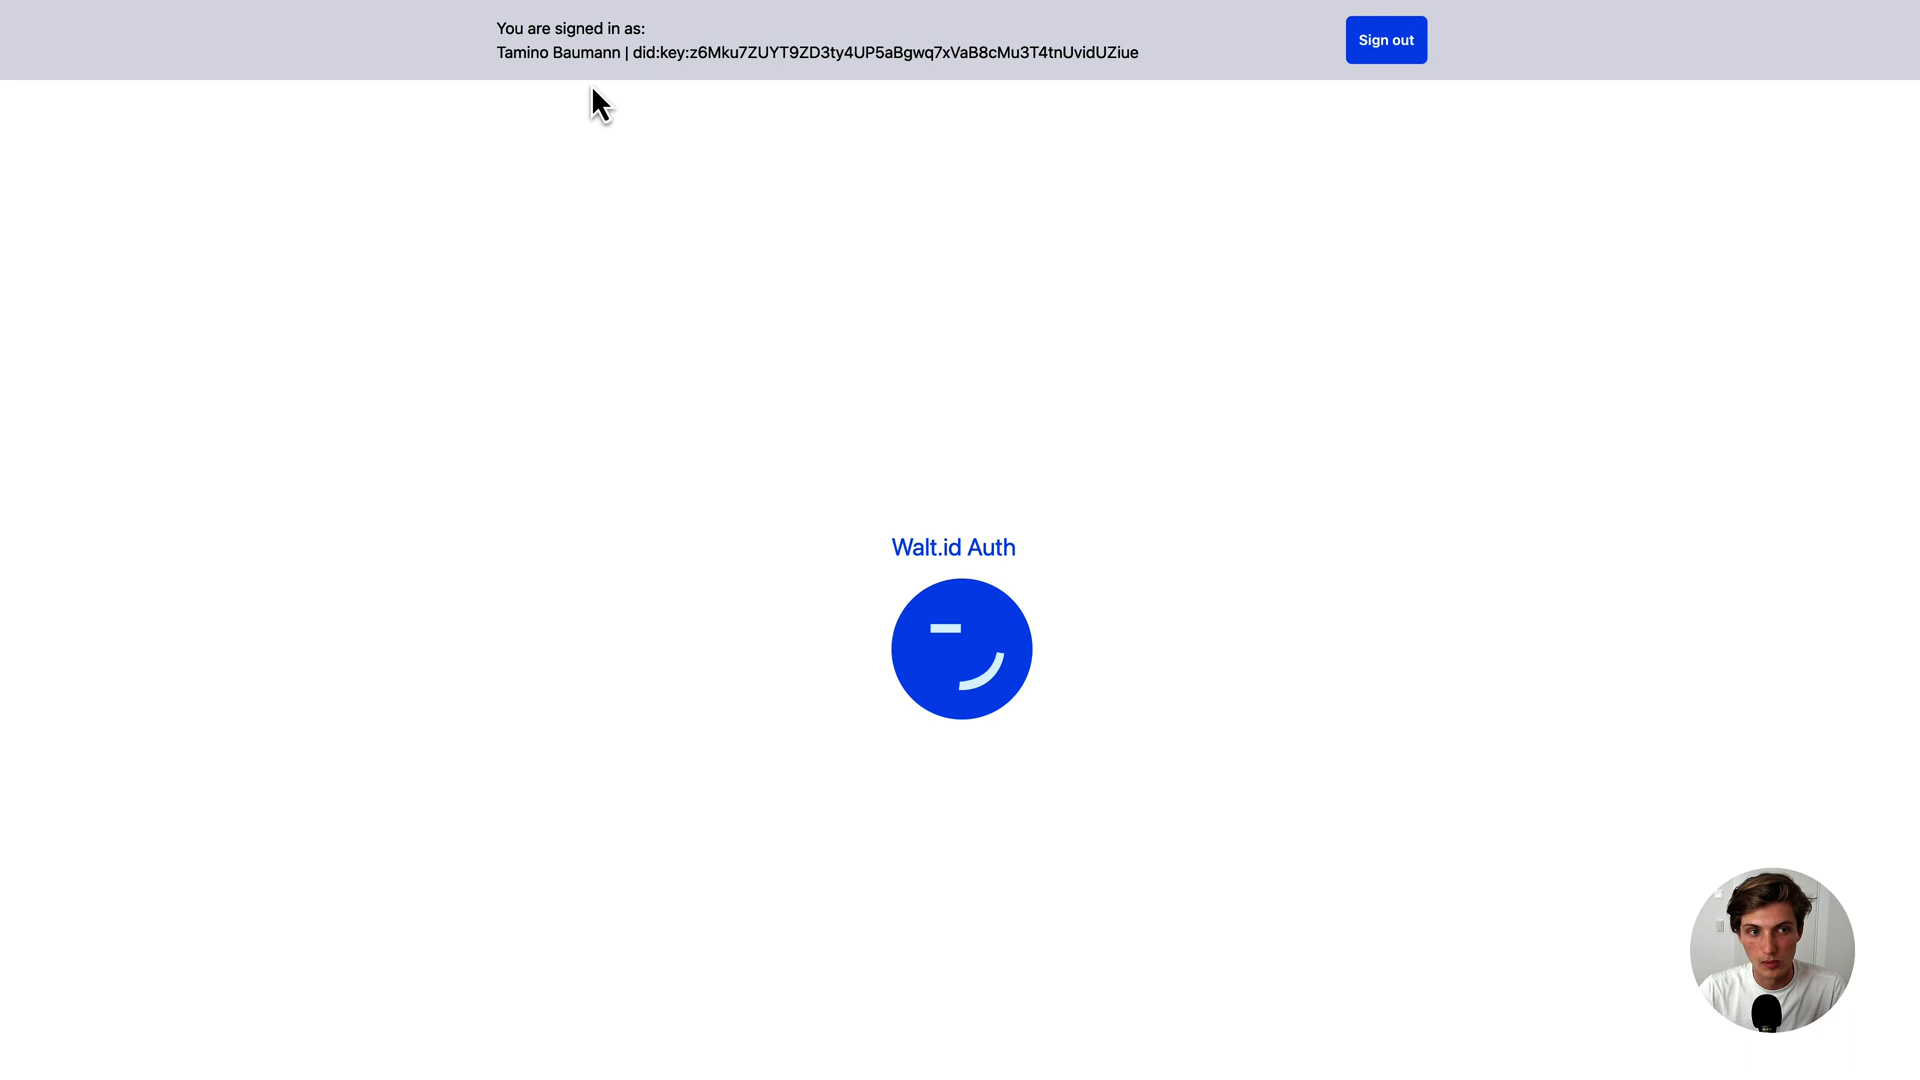 You are signed in as:
Tamino Baumann | did:key:z6Mku7ZUYT9ZD3ty4UP5aBgwq7xVaB8cMu3T4tnUvidUZiue
Sign out
Walt.id Auth